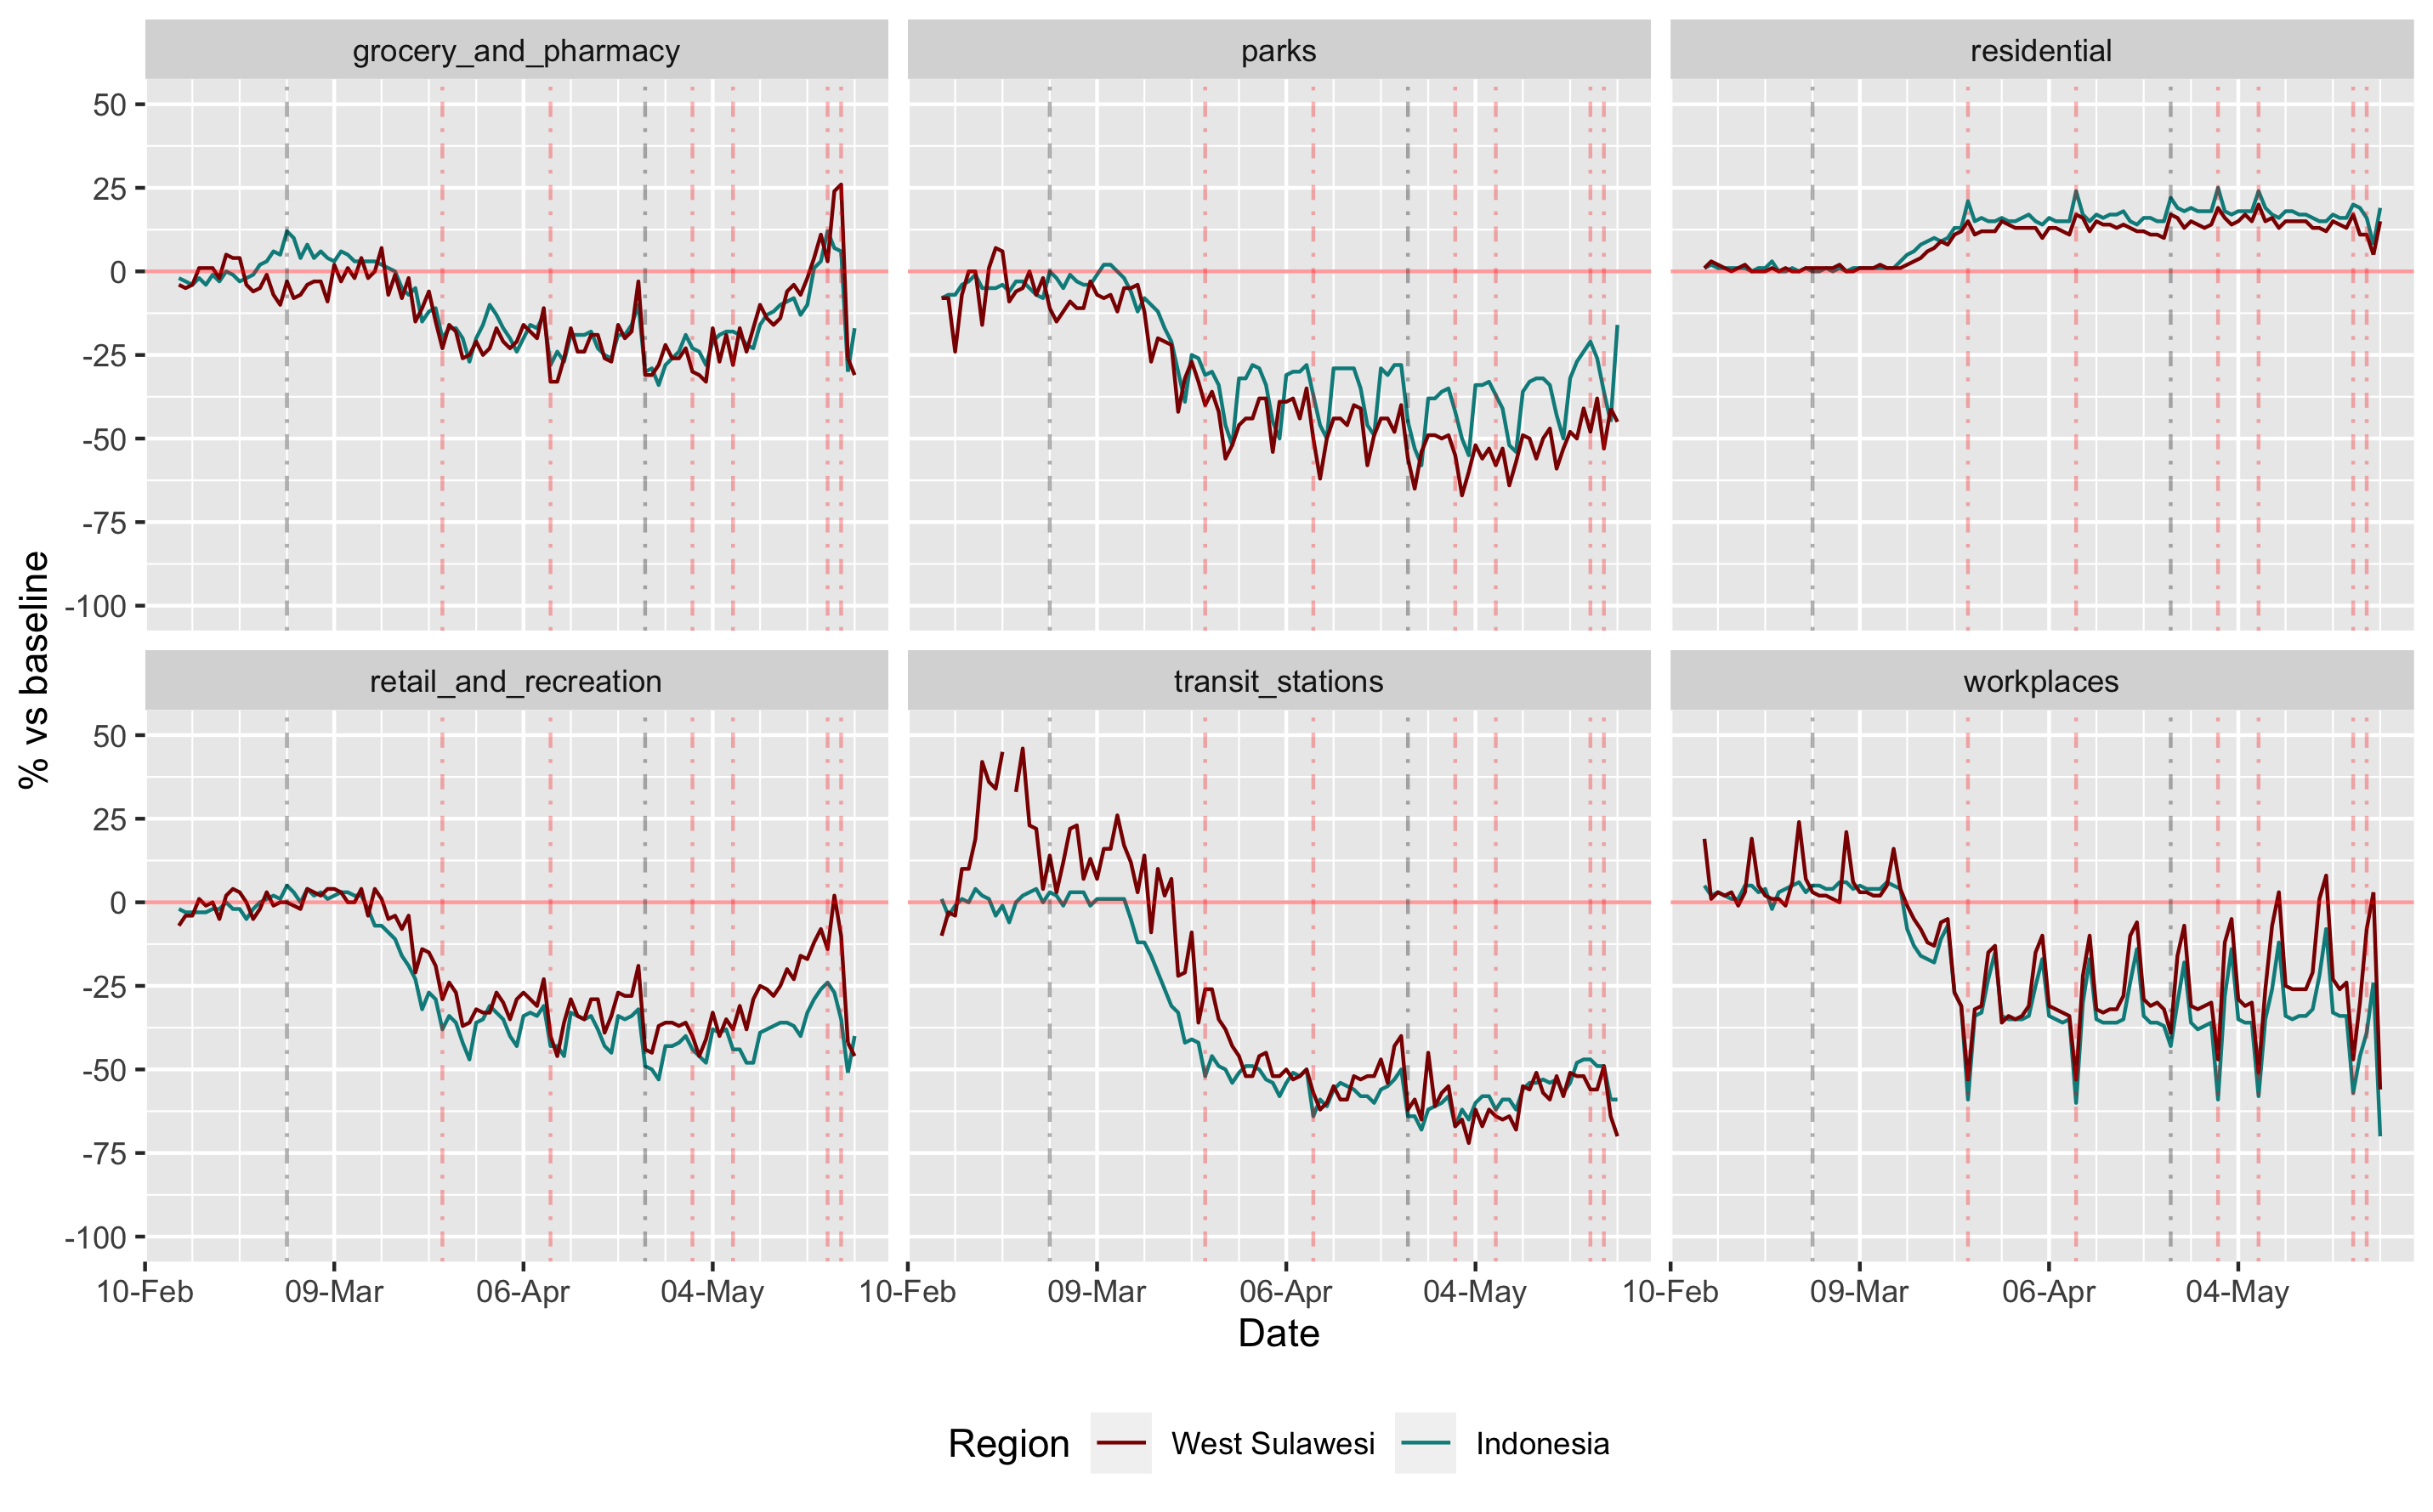 grocery_and_pharmacy
parks
residential
50
25
0
-25
-50
-75
-100
% vs baseline
retail_and_recreation
transit_stations
workplaces
50
25
0
-25
-50
-75
-100
10-Feb 09-Mar 06-Apr 04-May 10-Feb 09-Mar 06-Apr 04-May 10-Feb 09-Mar 06-Apr 04-May
Date
Region West Sulawesi Indonesia